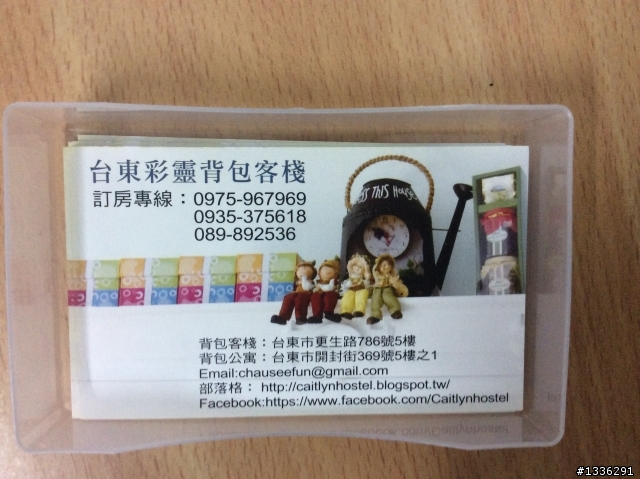 台東彩靈背包客棧
訂房專線：0975-967969
0935-375618
089-892536
THIS HOUSE
背包客棧：台東市更生路786號5樓
背包公寓：台東市開封街369號5樓之1
Email:chauseefun@gmail.com
部落格： http://caitlynhostel.blogspot.tw/
Facebook:https://www.facebook.com/Caitlynhostel
#1336291